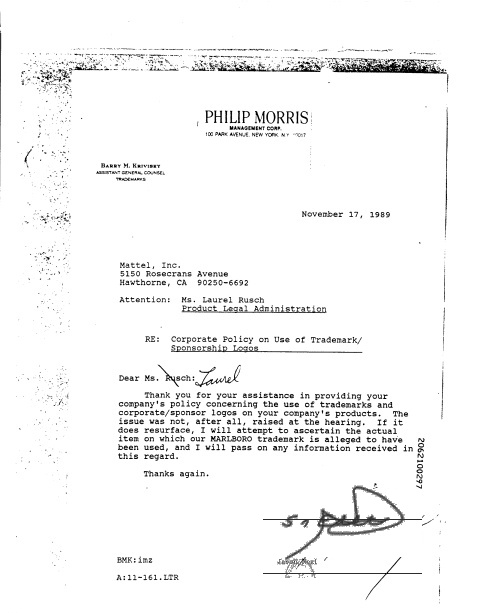 PHILIP MORRIS
MANAGEMENT CORP.
100 PARK AVENUE, NEW YORK, N.Y.
BARRY M. KRIVISKY
ASSISTANT GENERAL COUNSEL
TRADEMARKS
November 17, 1989
Mattel, Inc.
5150 Rosecrans Avenue
Hawthorne, CA 90250-6692
Attention: Ms. Laurel Rusch
Product Legal Administration
RE: Corporate Policy on Use of Trademark/
Sponsorship Logos
Dear Ms. Rusch: Laurel
Thank you for your assistance in providing your
company's policy concerning the use of trademarks and
corporate/sponsor logos on your company's products. The
issue was not, after all, raised at the hearing. If it
does resurface, I will attempt to ascertain the actual
item on which our MARLBORO trademark is alleged to have
been used, and I will pass on any information received in
this regard.
Thanks again.
2062100297
BMK:imz
A:11-161.LTR